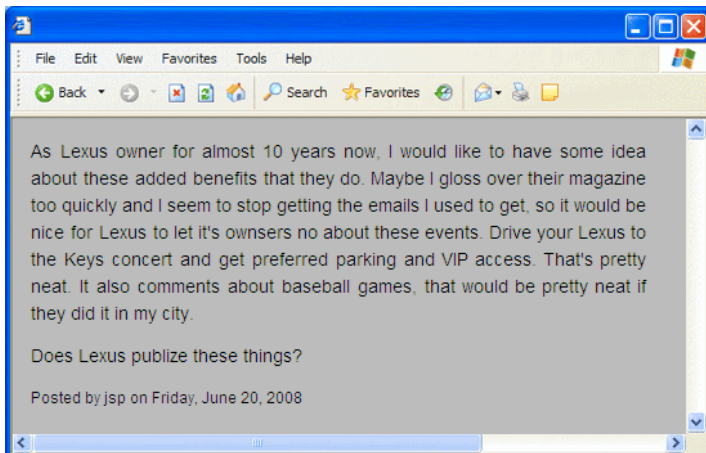 File Edit View Favorites Tools Help
Back Search Favorites
As Lexus owner for almost 10 years now, I would like to have some idea
about these added benefits that they do. Maybe I gloss over their magazine
too quickly and I seem to stop getting the emails I used to get, so it would be
nice for Lexus to let it's ownsers no about these events. Drive your Lexus to
the Keys concert and get preferred parking and VIP access. That's pretty
neat. It also comments about baseball games, that would be pretty neat if
they did it in my city.
Does Lexus publize these things?
Posted by jsp on Friday, June 20, 2008